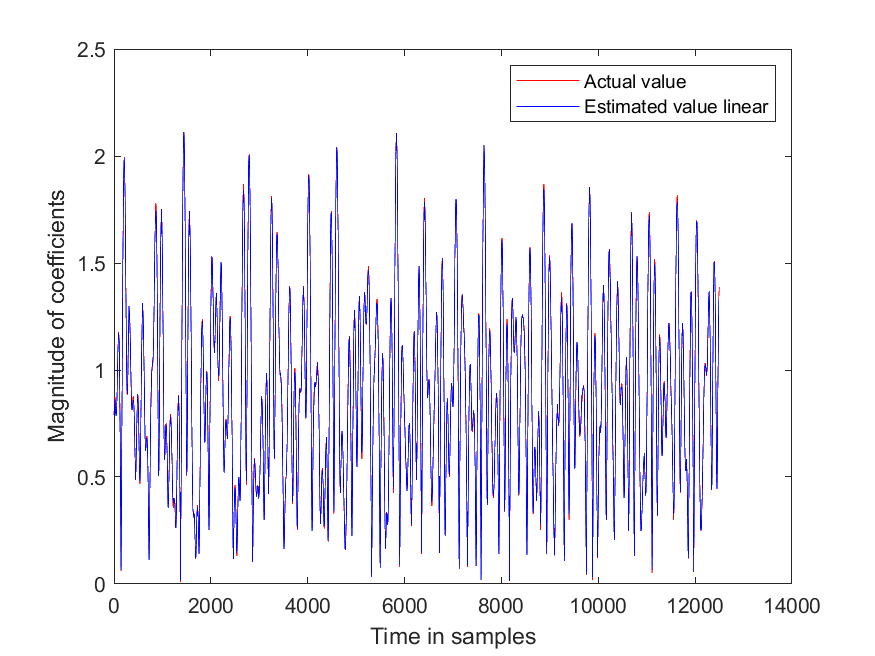 2.5
2
1.5
1
0.5
0
0 2000 4000 6000 8000 10000 12000 14000
Magnitude of coefficients
Time in samples
Actual value
Estimated value linear